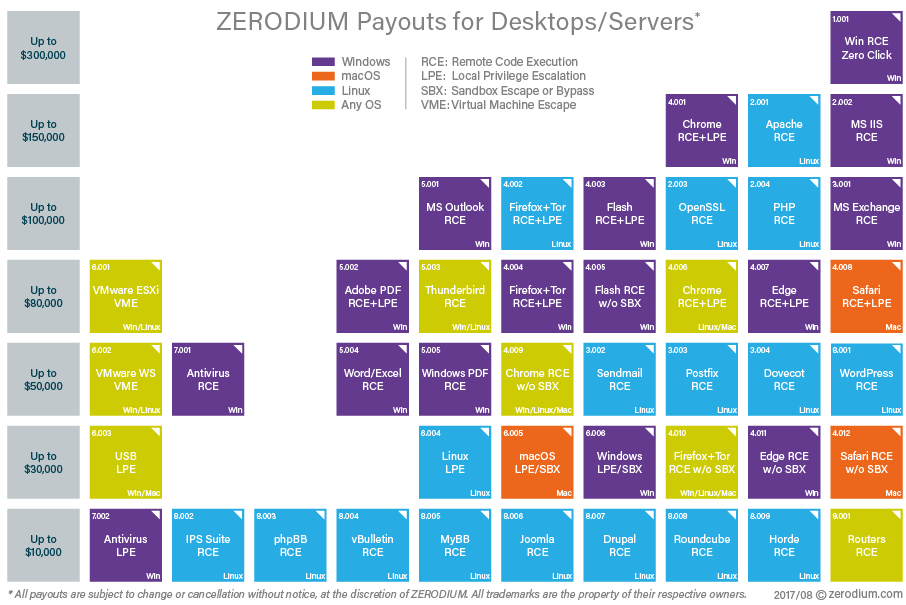 ZERODIUM Payouts for Desktops/Servers*
Windows
macOS
Linux
Any OS
RCE: Remote Code Execution
LPE: Local Privilege Escalation
SBX: Sandbox Escape or Bypass
VME: Virtual Machine Escape
Up to
$300,000
1.001
Win RCE
Zero Click
Win
Up to
$150,000
4.001
Chrome
RCE+LPE
Win
2.001
Apache
RCE
Linux
2.002
MS IIS
RCE
Win
Up to
$100,000
5.001
MS Outlook
RCE
Win
4.002
Firefox+Tor
RCE+LPE
Linux
4.003
Flash
RCE+LPE
Win
2.003
OpenSSL
RCE
Linux
2.004
PHP
RCE
Linux
3.001
MS Exchange
RCE
Win
Up to
$80,000
6.001
VMware ESXi
VME
Win/Linux
5.002
Adobe PDF
RCE+LPE
Win
5.003
Thunderbird
RCE
Win/Linux
4.004
Firefox+Tor
RCE+LPE
Win
4.005
Flash RCE
w/o SBX
Win
4.006
Chrome
RCE+LPE
Linux/Mac
4.007
Edge
RCE+LPE
Win
4.008
Safari
RCE+LPE
Mac
Up to
$50,000
6.002
VMware WS
VME
Win/Linux
7.001
Antivirus
RCE
Win
5.004
Word/Excel
RCE
Win
5.005
Windows PDF
RCE
Win
4.009
Chrome RCE
w/o SBX
Win/Linux/Mac
3.002
Sendmail
RCE
Linux
3.003
Postfix
RCE
Linux
3.004
Dovecot
RCE
Linux
8.001
WordPress
RCE
Linux
Up to
$30,000
6.003
USB
LPE
Win/Mac
6.004
Linux
LPE
Linux
6.005
macOS
LPE/SBX
Mac
6.006
Windows
LPE/SBX
Win
4.010
Firefox+Tor
RCE w/o SBX
Win/Linux/Mac
4.011
Edge RCE
w/o SBX
Win
4.012
Safari RCE
w/o SBX
Mac
Up to
$10,000
7.002
Antivirus
LPE
Win
8.002
IPS Suite
RCE
Linux
8.003
phpBB
RCE
Linux
8.004
vBulletin
RCE
Linux
8.005
MyBB
RCE
Linux
8.006
Joomla
RCE
Linux
8.007
Drupal
RCE
Linux
8.008
Roundcube
RCE
Linux
8.009
Horde
RCE
Linux
9.001
Routers
RCE
* All payouts are subject to change or cancellation without notice, at the discretion of ZERODIUM. All trademarks are the property of their respective owners.
2017/08 © zerodium.com